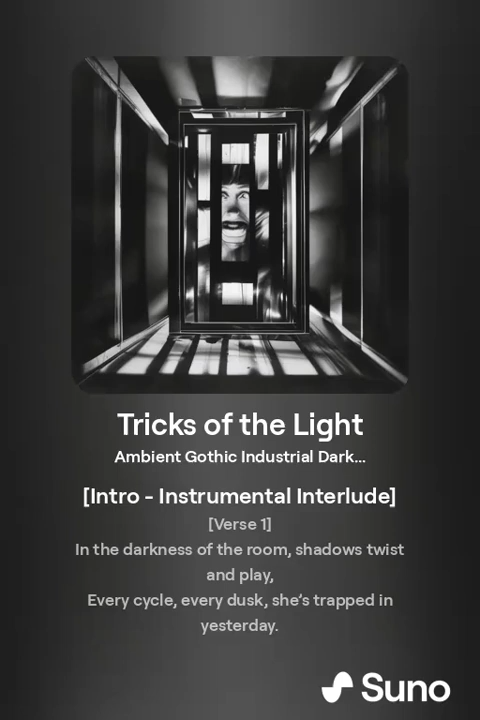 Tricks of the Light
Ambient Gothic Industrial Dark...
[Intro - Instrumental Interlude]
[Verse 1]
In the darkness of the room, shadows twist
and play,
Every cycle, every dusk, she's trapped in
yesterday.
Suno